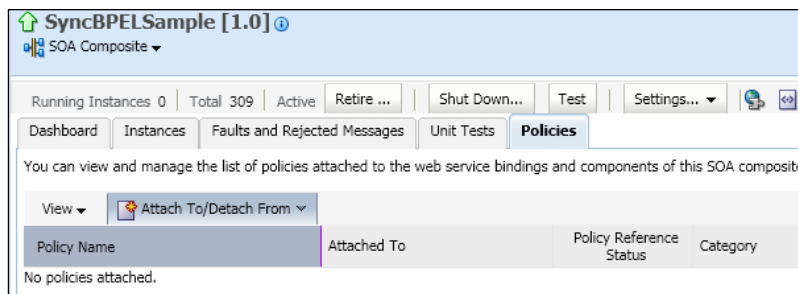 SyncBPELSample [1.0]
SOA Composite
Running Instances 0 Total 309 Active Retire ... Shut Down... Test Settings...
Dashboard Instances Faults and Rejected Messages Unit Tests Policies
You can view and manage the list of policies attached to the web service bindings and components of this SOA composit
View Attach To/Detach From
Policy Name Attached To Policy Reference Status Category
No policies attached.